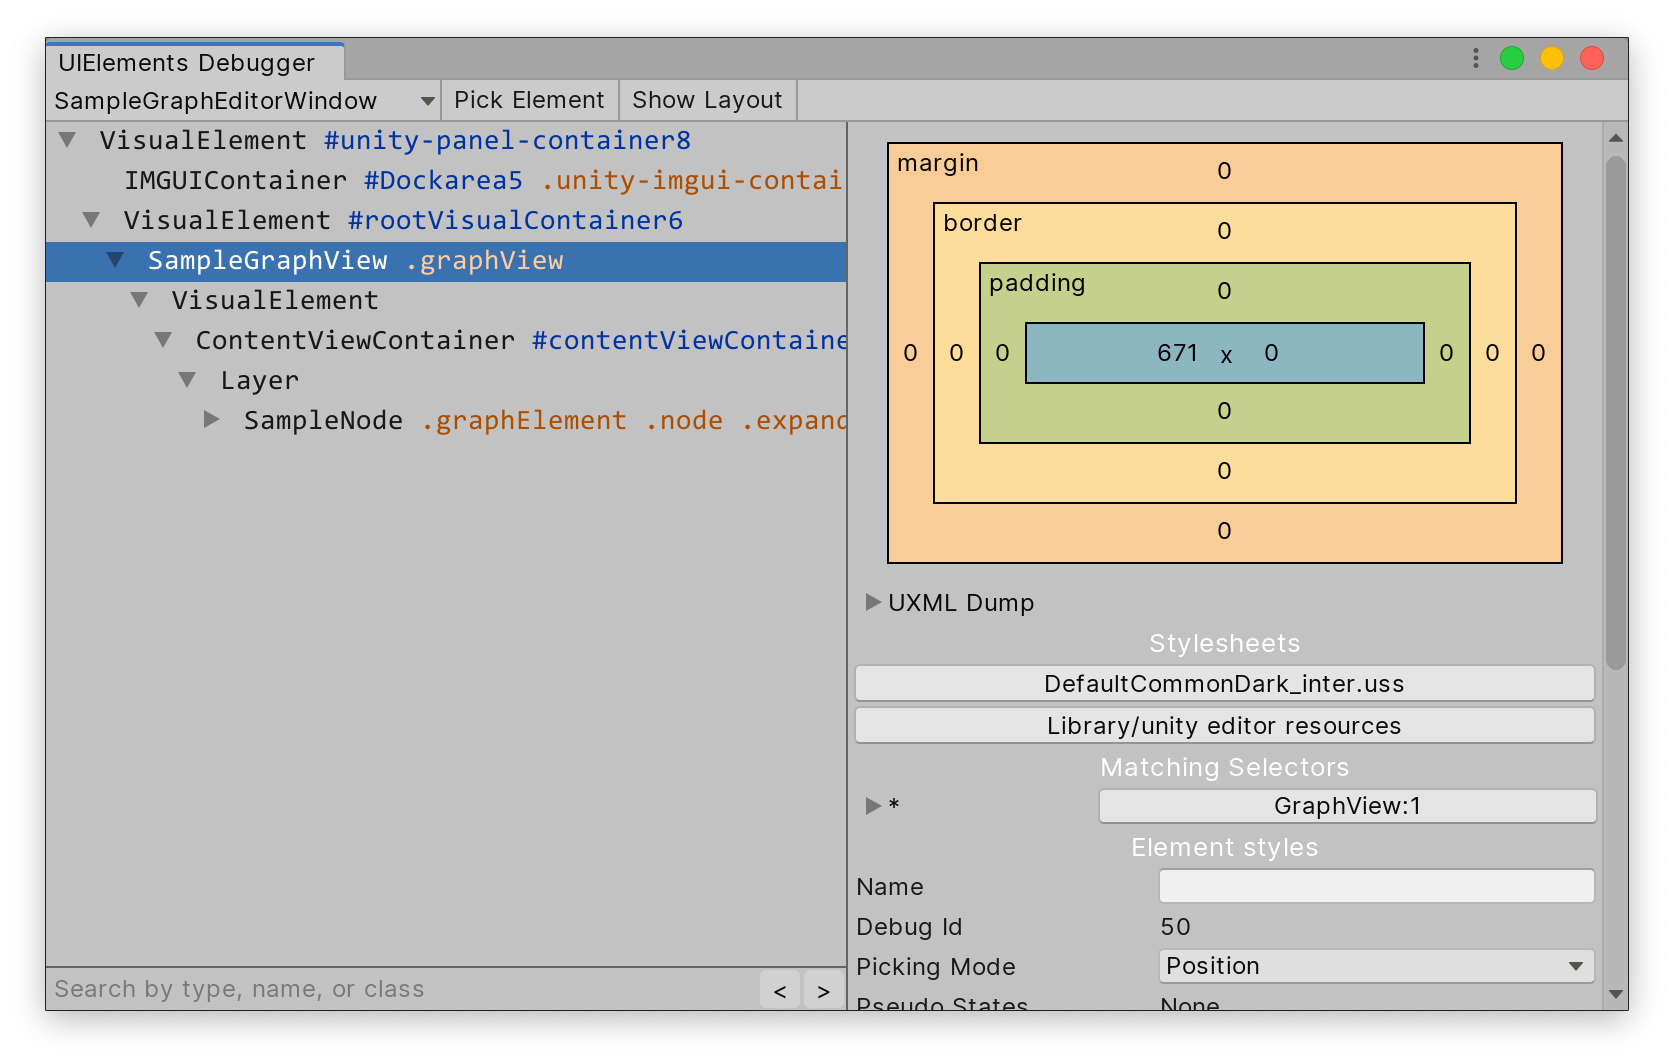 UIElements Debugger
SampleGraphEditorWindow
Pick Element
Show Layout
VisualElement #unity-panel-container8
IMGUIContainer #Dockarea5 .unity-imgui-contai
VisualElement #rootVisualContainer6
SampleGraphView .graphView
VisualElement
ContentViewContainer #contentViewContaine
Layer
SampleNode .graphElement .node .expand
Search by type, name, or class
< >
margin
0
border
0
padding
0
0 0 0 671 x 0 0 0 0
0
0
0
UXML Dump
Stylesheets
DefaultCommonDark_inter.uss
Library/unity editor resources
Matching Selectors
* GraphView:1
Element styles
Name
Debug Id 50
Picking Mode Position
Pseudo States None